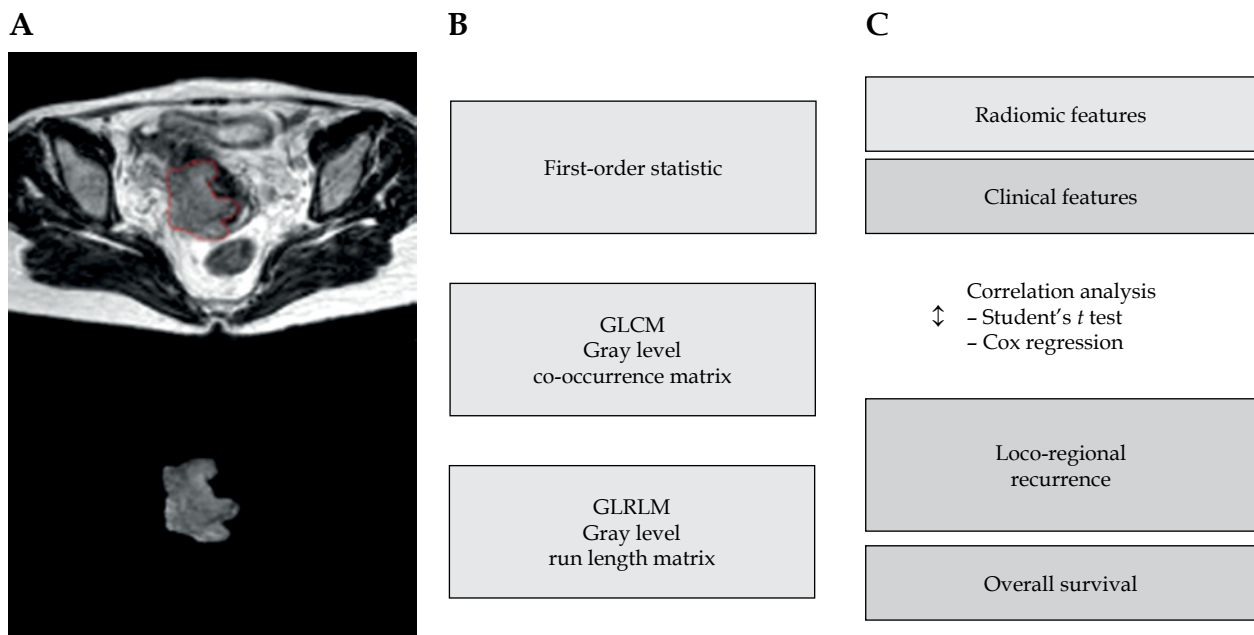 A
B
First-order statistic
GLCM
Gray level
co-occurrence matrix
GLRLM
Gray level
run length matrix
C
Radiomic features
Clinical features
↕ Correlation analysis
– Student’s t test
– Cox regression
Loco-regional
recurrence
Overall survival